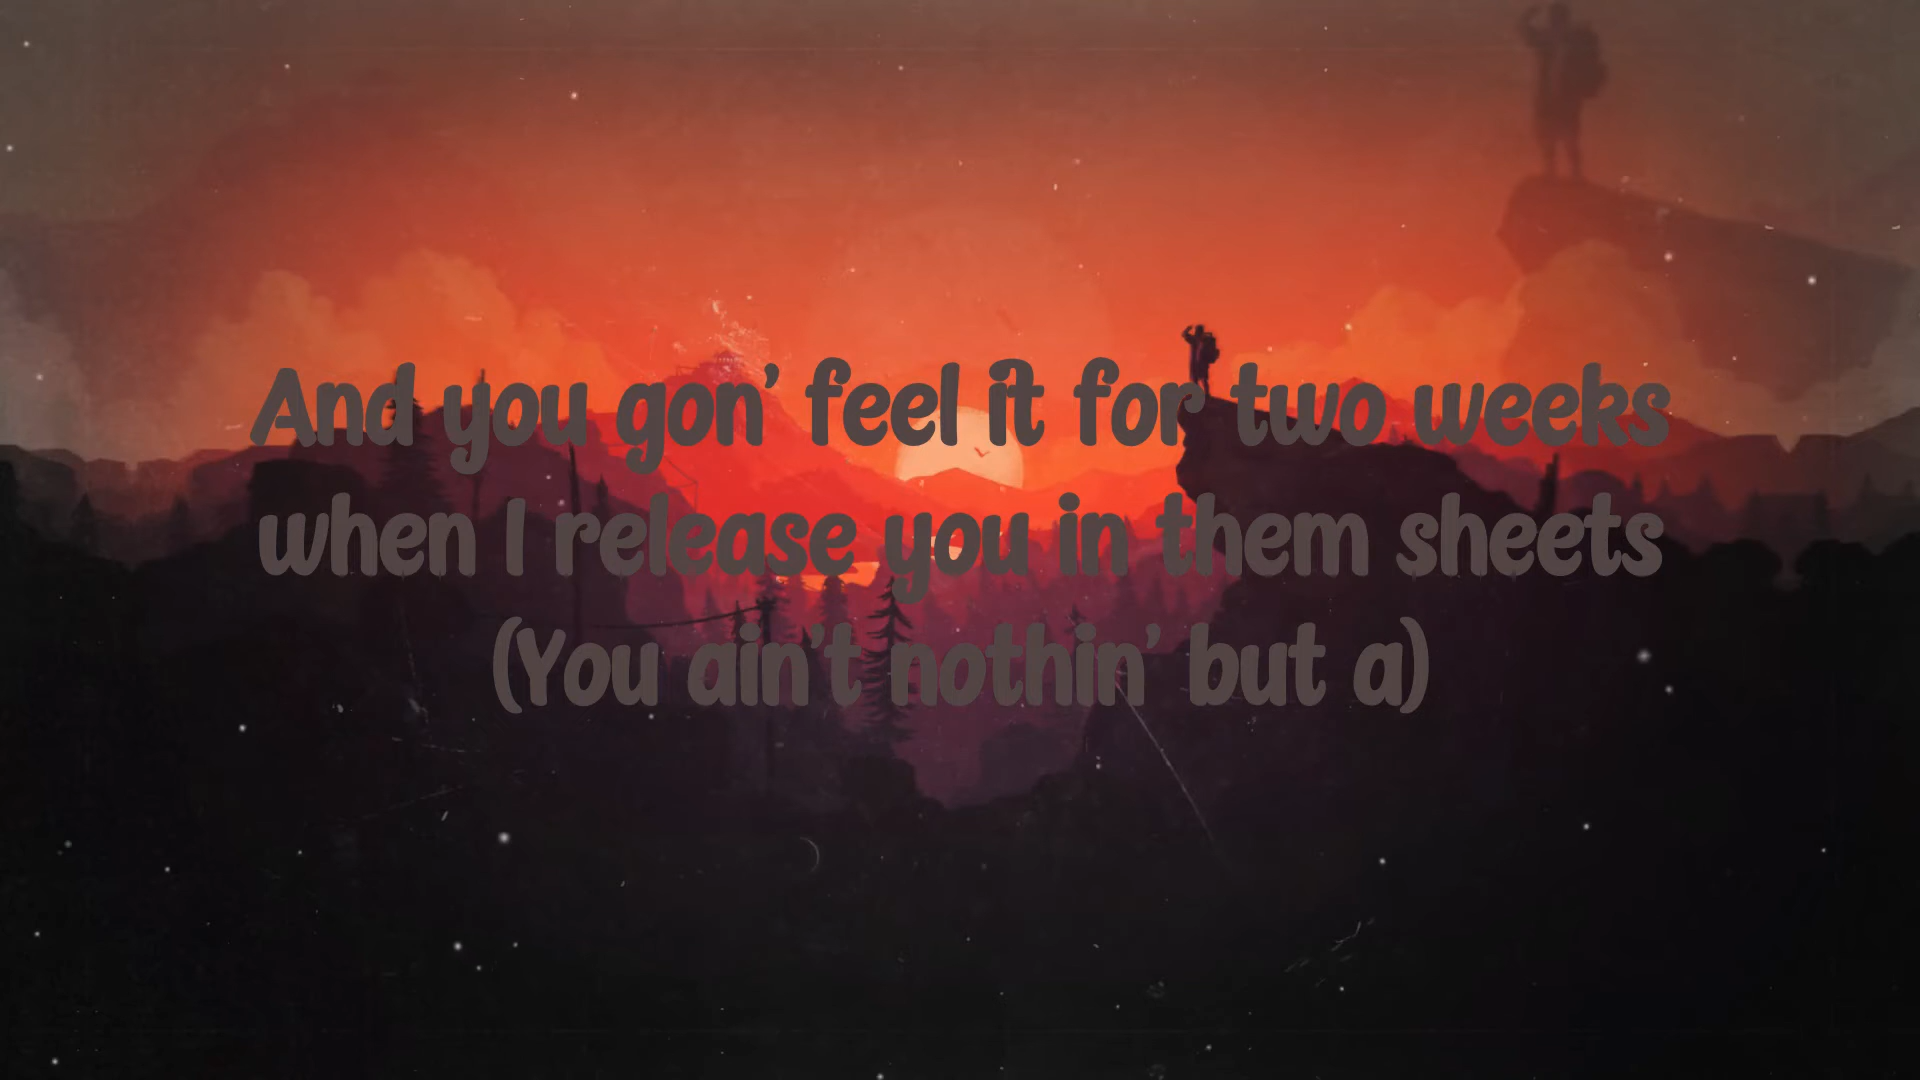 And you gon' feel it for two weeks
when I release you in them sheets
(You ain't nothin' but a)